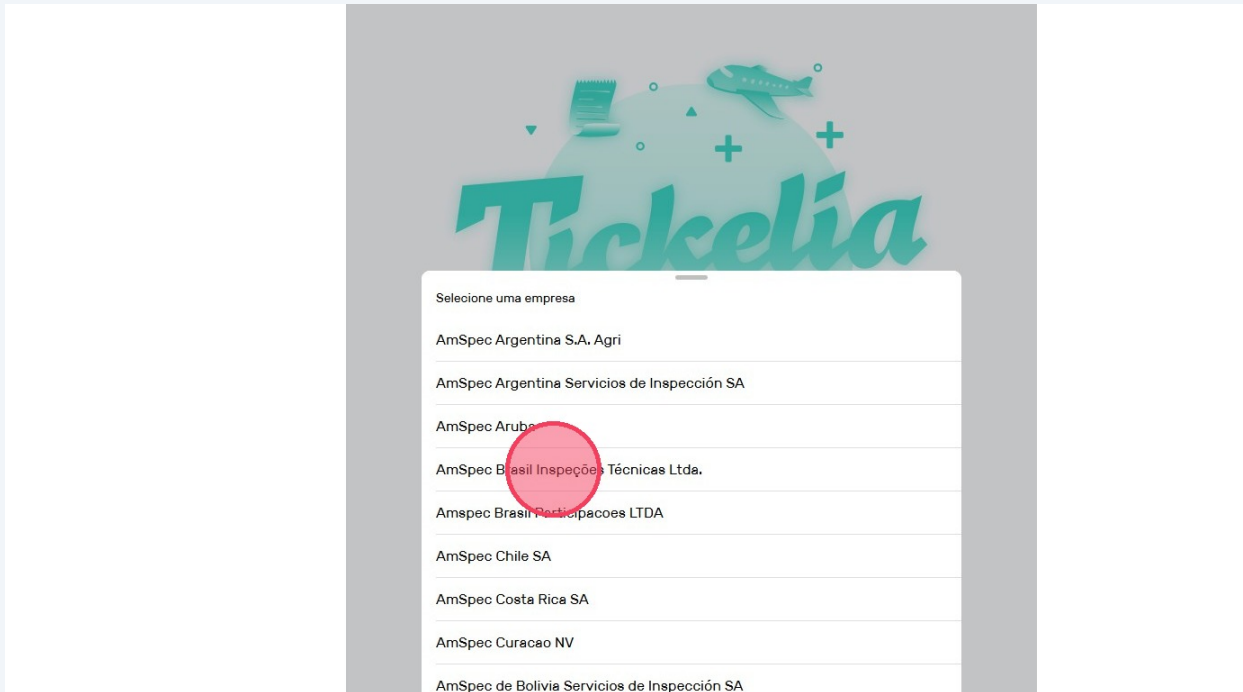 Tickelia
Selecione uma empresa
AmSpec Argentina S.A. Agri
AmSpec Argentina Servicios de Inspección SA
AmSpec Aruba
AmSpec Brasil Inspeções Técnicas Ltda.
Amspec Brasil Participacoes LTDA
AmSpec Chile SA
AmSpec Costa Rica SA
AmSpec Curacao NV
AmSpec de Bolivia Servicios de Inspección SA